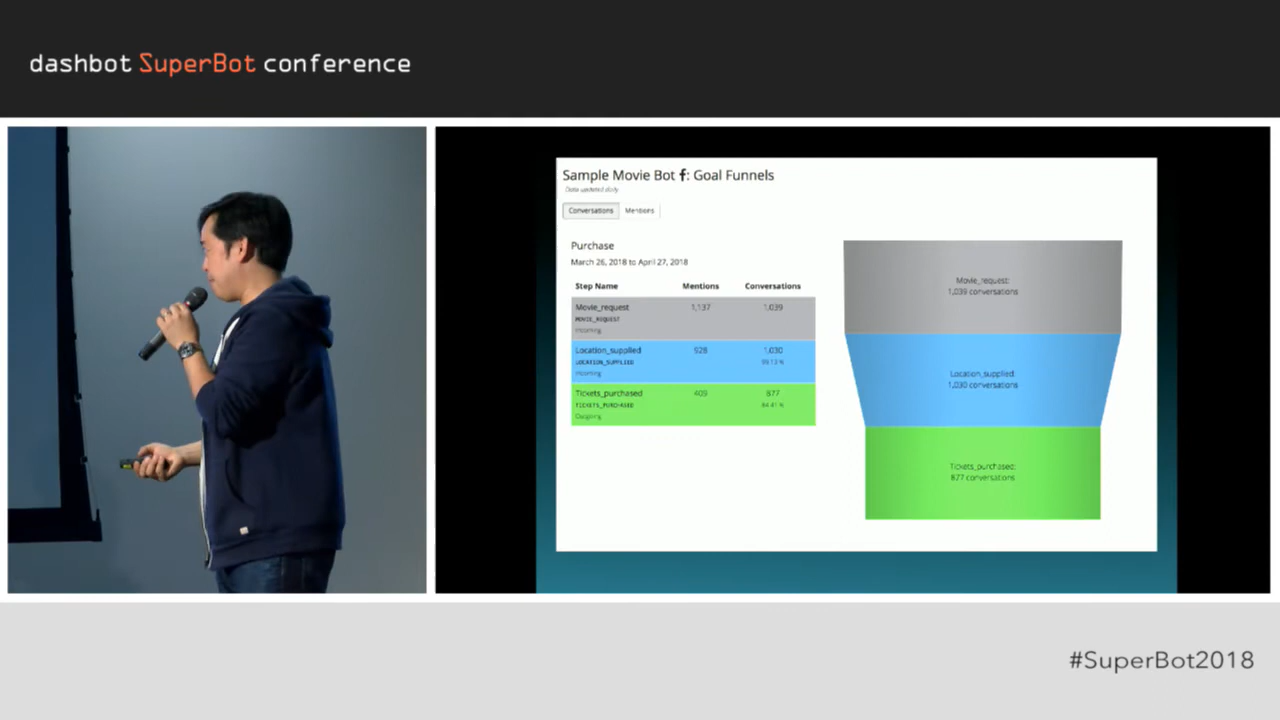 dashbot SuperBot conference
Sample Movie Bot f: Goal Funnels
Data updated daily
Conversations Mentions
Purchase
March 26, 2018 to April 27, 2018
Step Name Mentions Conversations
Movie_request 1,137 1,039
MOVIE_REQUEST
Incoming
Location_supplied 928 1,030
LOCATION_SUPPLIED 99.13 %
Incoming
Tickets_purchased 409 877
TICKETS_PURCHASED 84.41 %
Outgoing
Movie_request:
1,039 conversations
Location_supplied:
1,030 conversations
Tickets_purchased:
877 conversations
#SuperBot2018